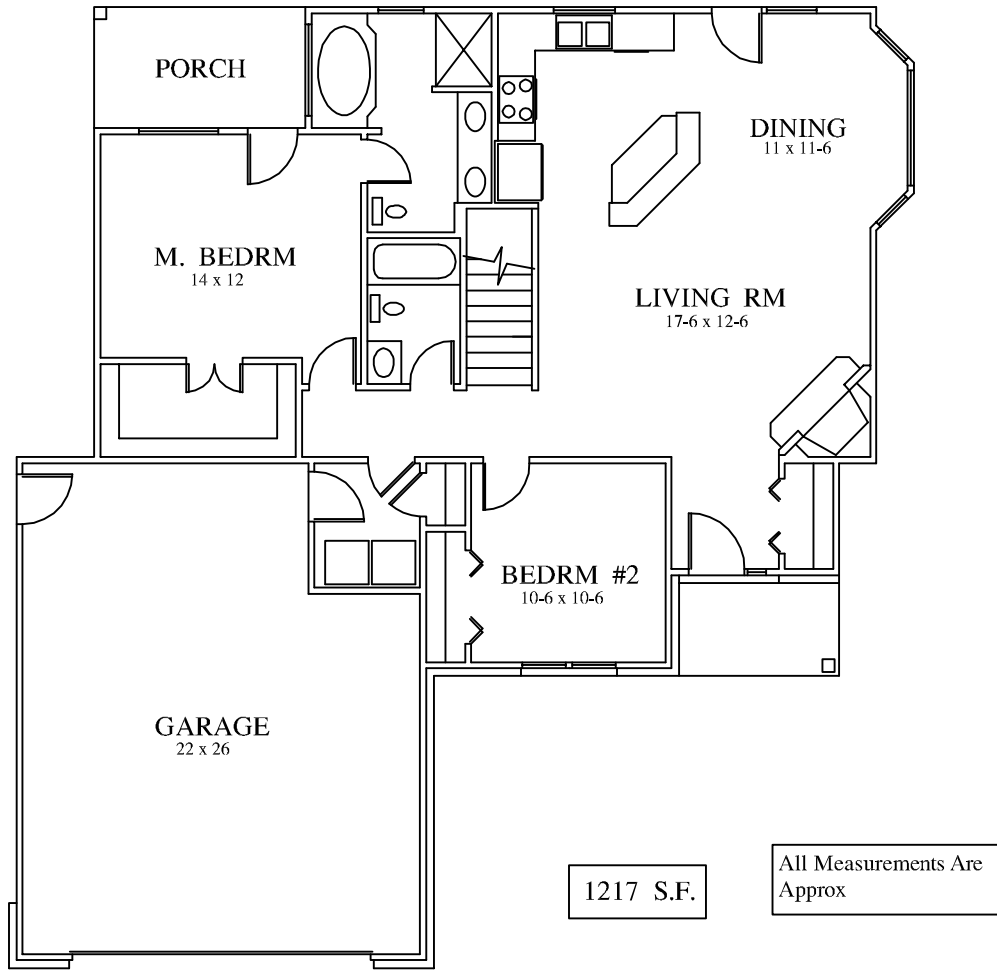 PORCH
DINING
11 x 11-6
M. BEDRM
14 x 12
LIVING RM
17-6 x 12-6
BEDRM #2
10-6 x 10-6
GARAGE
22 x 26
1217 S.F.
All Measurements Are
Approx